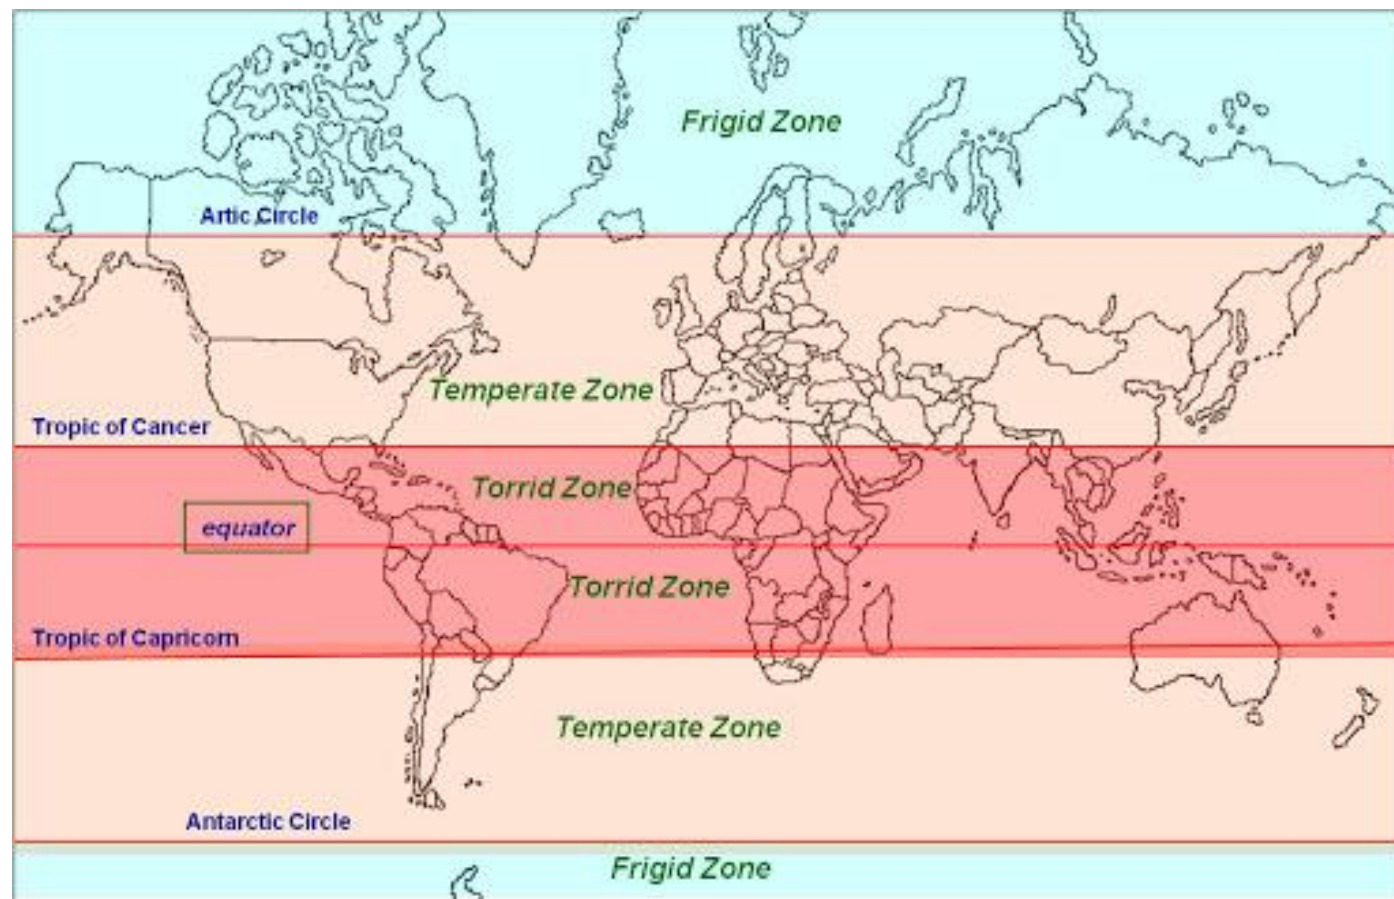 Frigid Zone
Artic Circle
Temperate Zone
Tropic of Cancer
Torrid Zone
equator
Torrid Zone
Tropic of Capricorn
Temperate Zone
Antarctic Circle
Frigid Zone